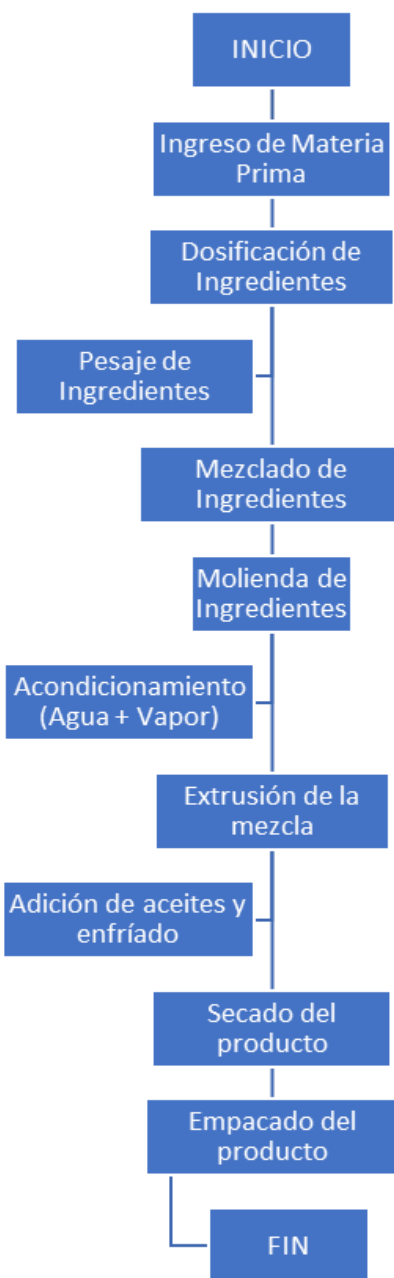 INICIO
Ingreso de Materia
Prima
Dosificación de
Ingredientes
Pesaje de
Ingredientes
Mezclado de
Ingredientes
Molienda de
Ingredientes
Acondicionamiento
(Agua + Vapor)
Extrusión de la
mezcla
Adición de aceites y
enfríado
Secado del
producto
Empacado del
producto
FIN